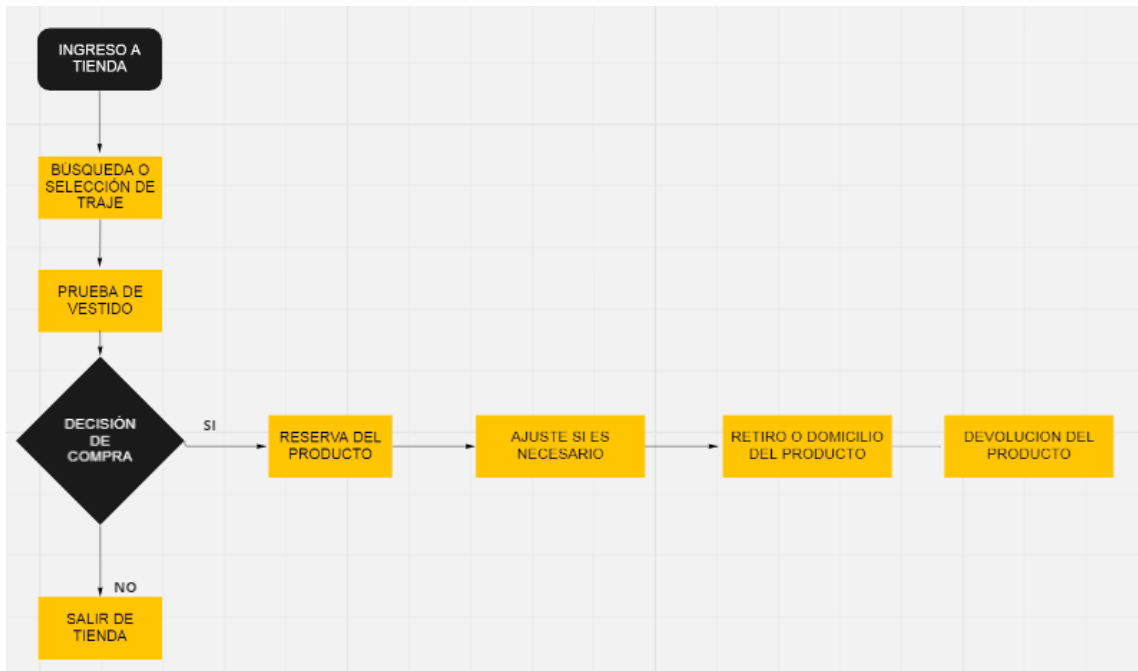 INGRESO A
TIENDA
BÚSQUEDA O
SELECCIÓN DE
TRAJE
PRUEBA DE
VESTIDO
DECISIÓN
DE
COMPRA
SI
RESERVA DEL
PRODUCTO
AJUSTE SI ES
NECESARIO
RETIRO O DOMICILIO
DEL PRODUCTO
DEVOLUCION DEL
PRODUCTO
NO
SALIR DE
TIENDA